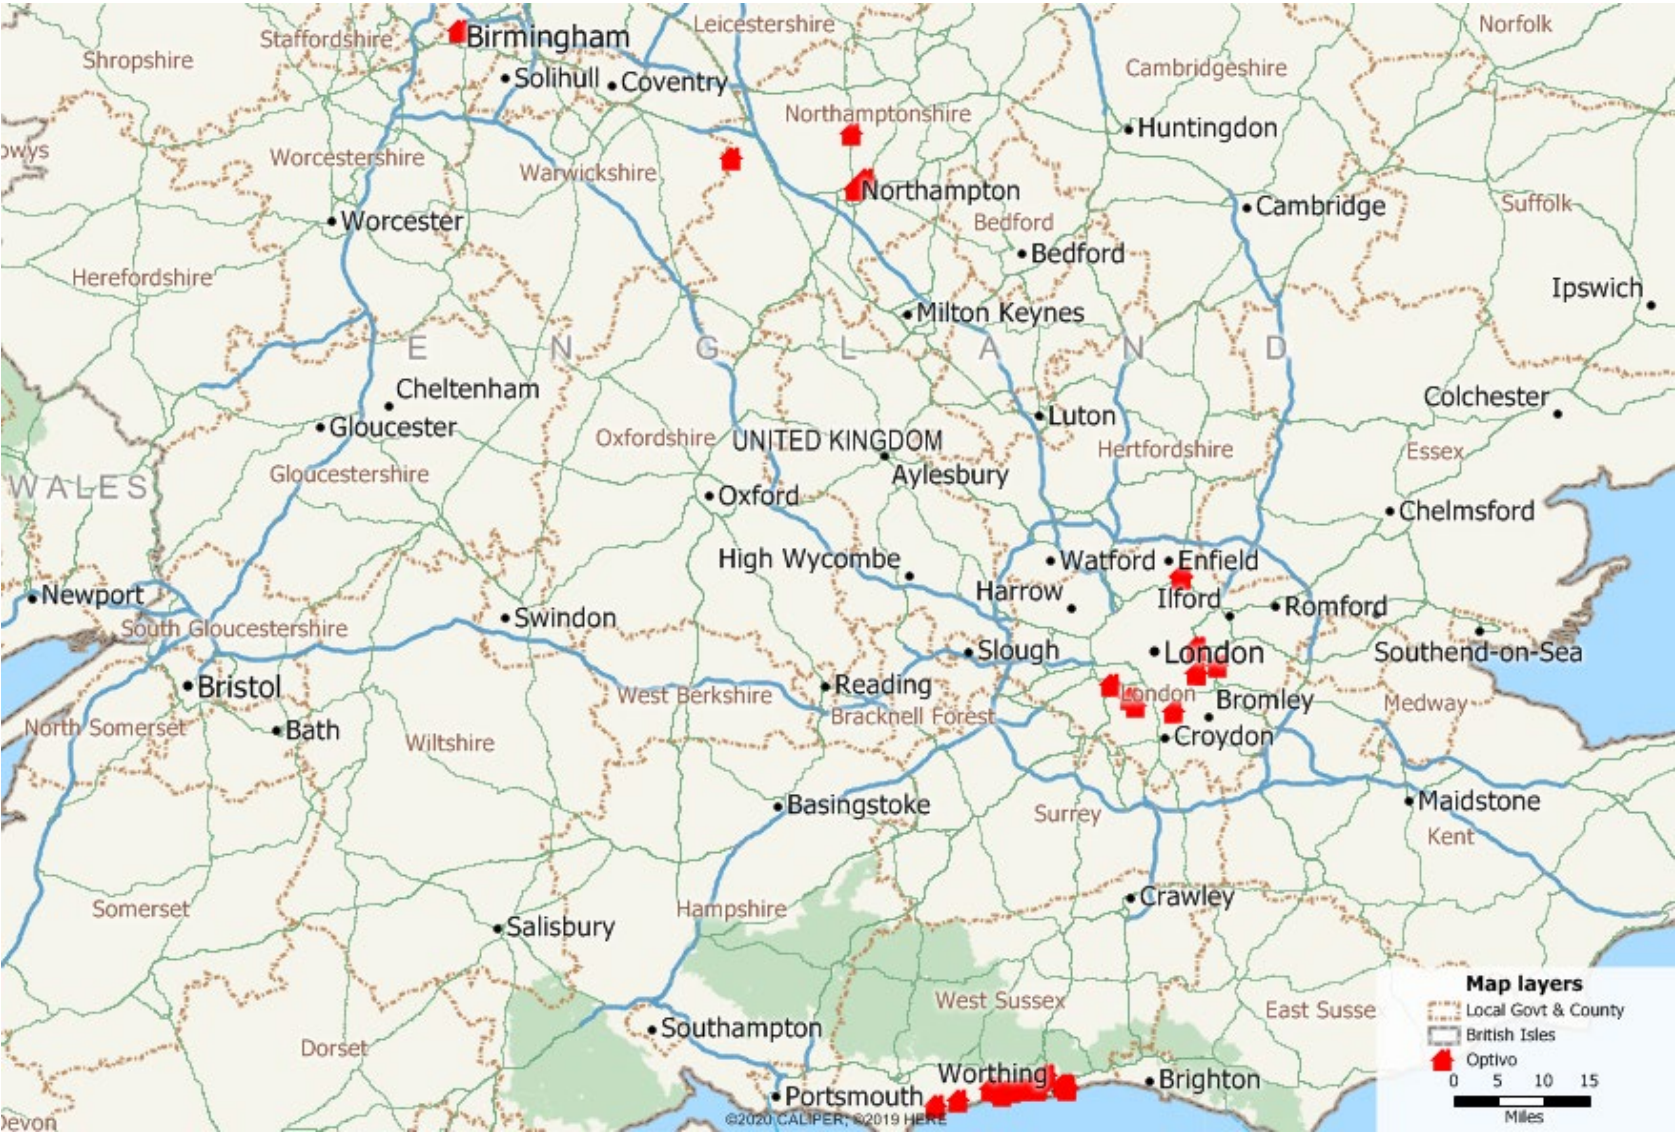 Leicestershire
Norfolk
Staffordshire
Birmingham
Shropshire
Cambridgeshire
Solihull
Coventry
Northamptonshire
Huntingdon
owys
Worcestershire
Warwickshire
Northampton
Cambridge
Suffolk
Worcester
Bedford
Bedford
Herefordshire
Ipswich
Milton Keynes
E N G L A N D
Cheltenham
Colchester
Luton
Gloucester
Oxfordshire
UNITED KINGDOM
Hertfordshire
Essex
Gloucestershire
Aylesbury
WALES
Oxford
Chelmsford
High Wycombe
Watford
Enfield
Newport
Harrow
Ilford
Romford
Swindon
South Gloucestershire
Slough
London
Southend-on-Sea
Bristol
Reading
West Berkshire
London
Bromley
Medway
North Somerset
Bracknell Forest
Bath
Wiltshire
Croydon
Basingstoke
Maidstone
Surrey
Kent
Crawley
Somerset
Hampshire
Salisbury
Map layers
West Sussex
East Sussex
Local Govt & County
Southampton
British Isles
Dorset
Optivo
Worthing
Brighton
0 5 10 15
Portsmouth
Miles
Devon
©2020 CALIPER; ©2019 HERE